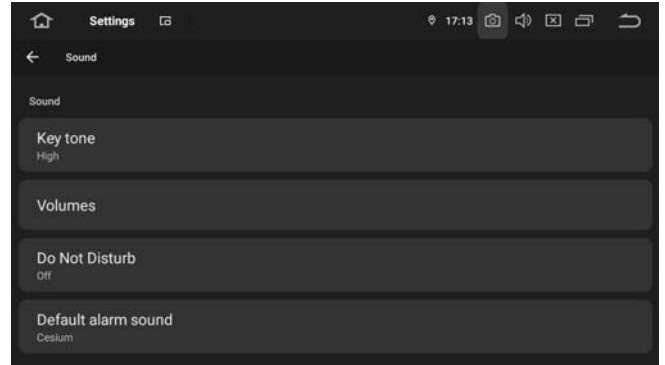 Settings
17:13
Sound
Sound
Key tone
High
Volumes
Do Not Disturb
Off
Default alarm sound
Cesium